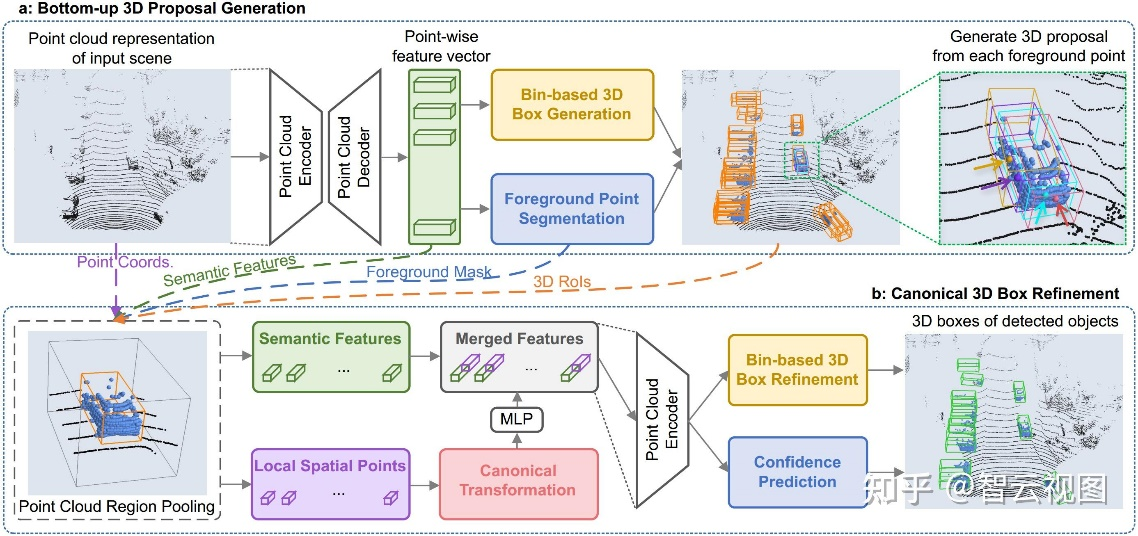 a: Bottom-up 3D Proposal Generation
Point cloud representation
of input scene
Point-wise
feature vector
Generate 3D proposal
from each foreground point
Point Cloud
Encoder
Point Cloud
Decoder
Bin-based 3D
Box Generation
Foreground Point
Segmentation
Point Coords.
Semantic Features
Foreground Mask
3D RoIs
b: Canonical 3D Box Refinement
3D boxes of detected objects
Semantic Features
...
Merged Features
...
MLP
Point Cloud
Encoder
Bin-based 3D
Box Refinement
Local Spatial Points
...
Canonical
Transformation
Confidence
Prediction
Point Cloud Region Pooling
知乎 @智云视图